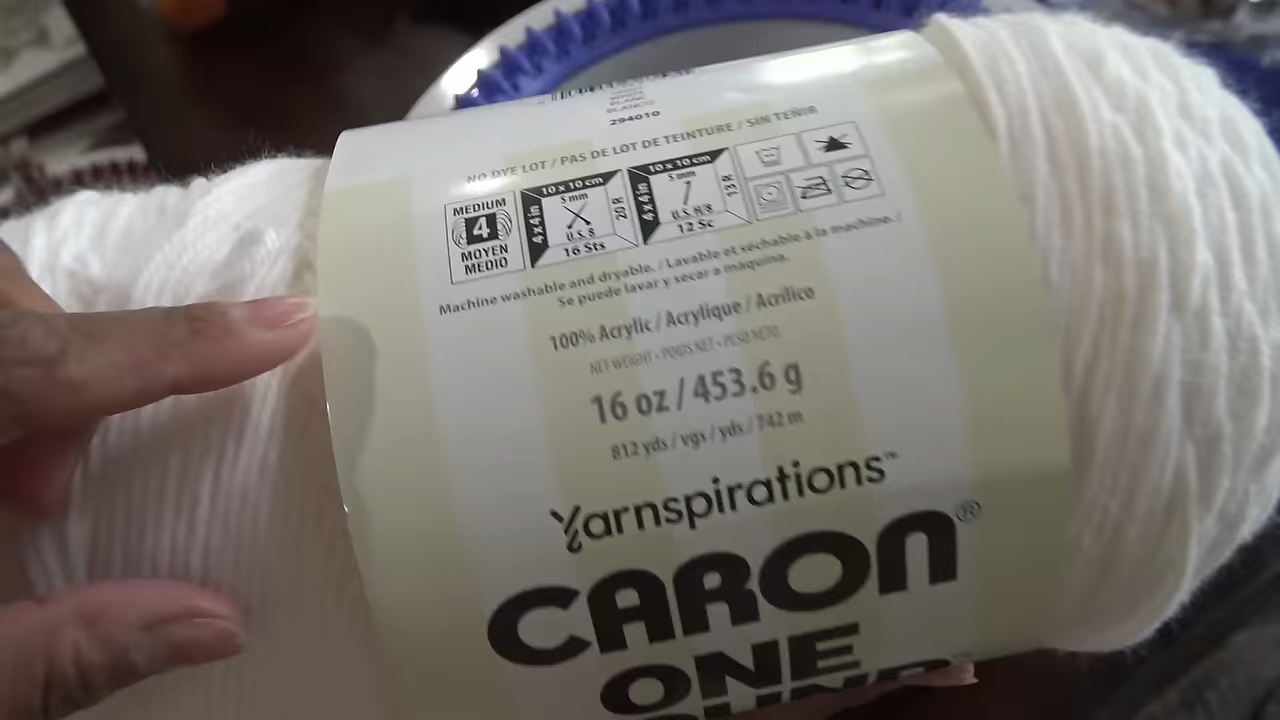 BLANC
BLANCO
294010
NO DYE LOT / PAS DE LOT DE TEINTURE / SIN TENIR
MEDIUM
4
MOYEN
MEDIO
10 x 10 cm
4 x 4 in
5 mm
20 R
U.S. 8
16 Sts
10 x 10 cm
4 x 4 in
5 mm
13 R
U.S. H/8
12 Sc
Machine washable and dryable. / Lavable et séchable à la machine. /
Se puede lavar y secar a máquina.
100% Acrylic / Acrylique / Acrílico
NET WEIGHT • POIDS NET • PESO NETO
16 oz / 453.6 g
812 yds / vgs / yds / 742 m
Yarnspirations™
CARON®
ONE